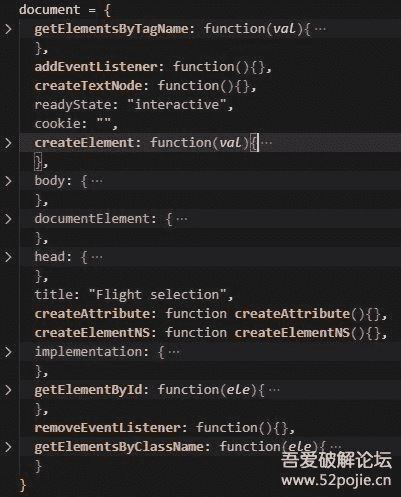 document = {
getElementsByTagName: function(val){…
},
addEventListener: function(){},
createTextNode: function(){},
readyState: "interactive",
cookie: "",
createElement: function(val){…
},
body: {…
},
documentElement: {…
},
head: {…
},
title: "Flight selection",
createAttribute: function createAttribute(){},
createElementNS: function createElementNS(){},
implementation: {…
},
getElementById: function(ele){…
},
removeEventListener: function(){},
getElementsByClassName: function(ele){…
}
}
吾爱破解论坛
www.52pojie.cn